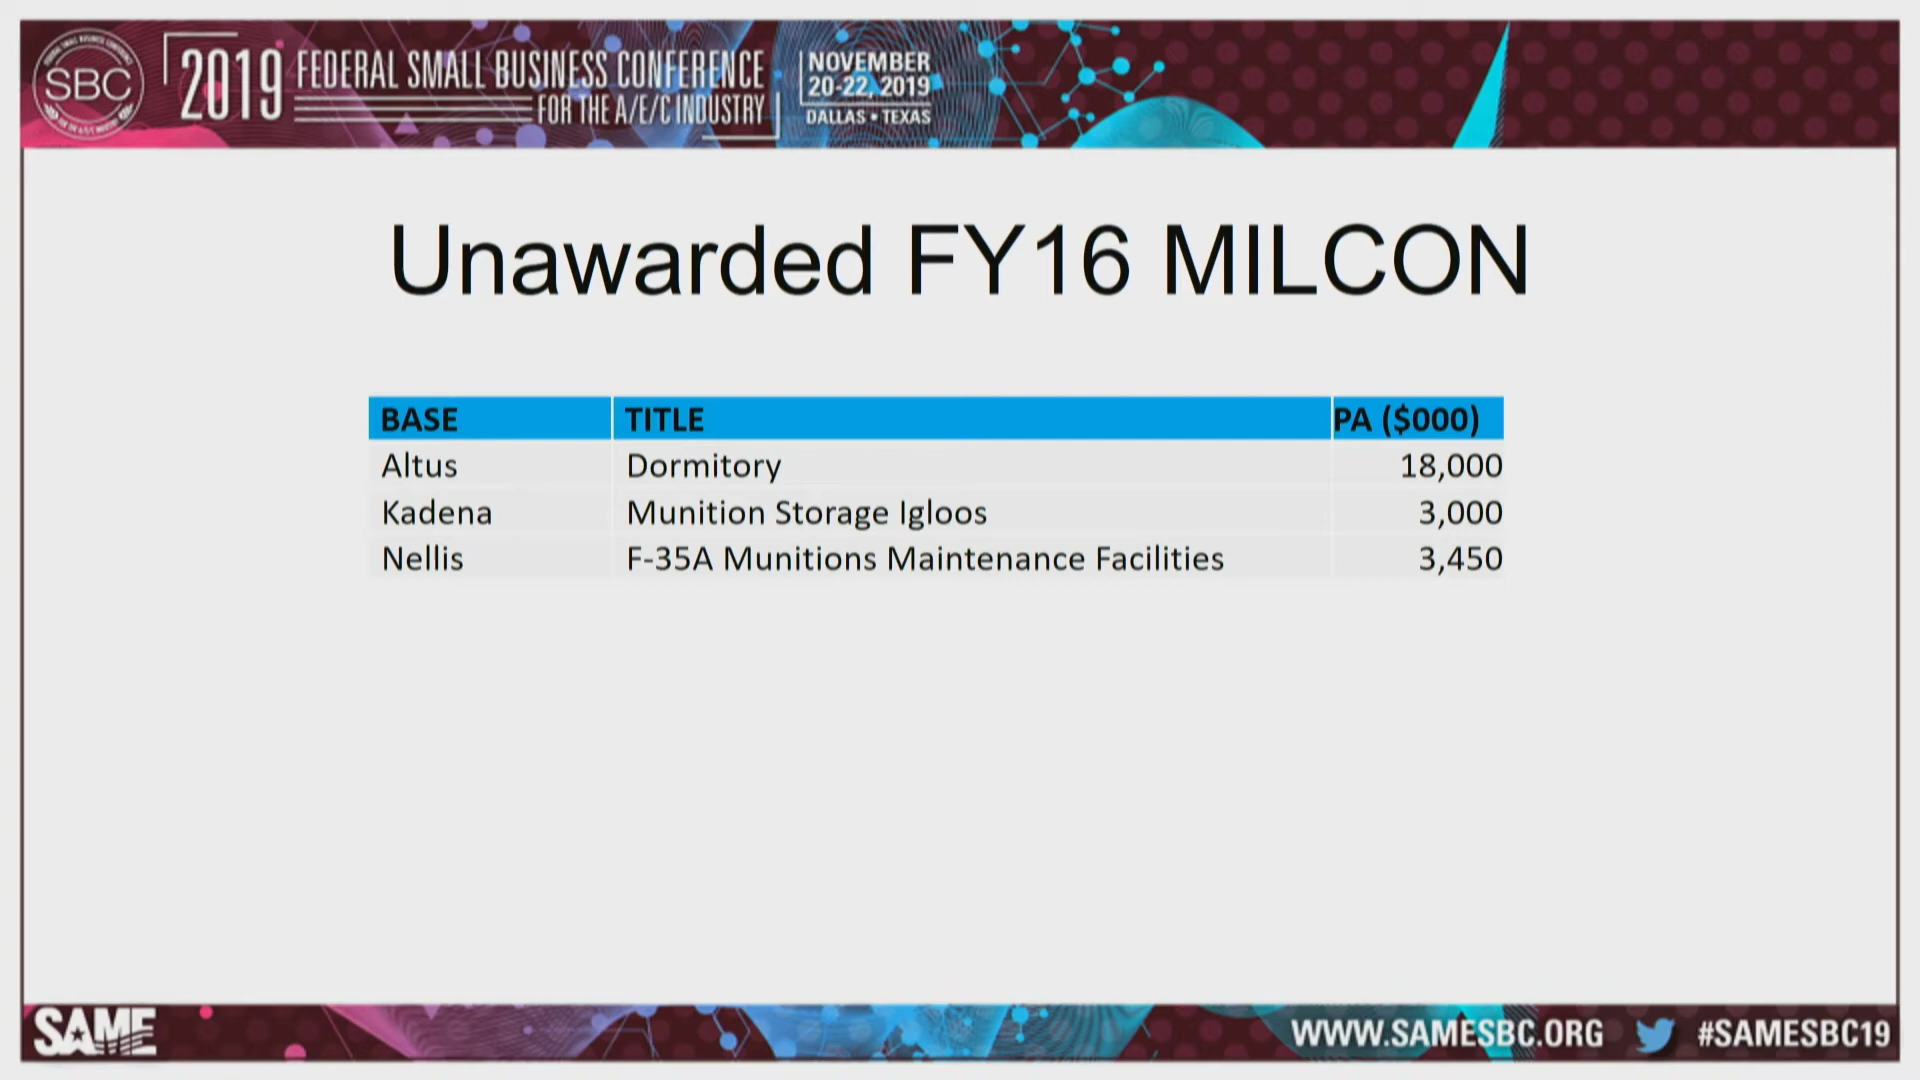 SBC
2019 FEDERAL SMALL BUSINESS CONFERENCE
FOR THE A/E/C INDUSTRY
NOVEMBER
20-22, 2019
DALLAS • TEXAS
Unawarded FY16 MILCON
BASE TITLE PA ($000)
Altus Dormitory 18,000
Kadena Munition Storage Igloos 3,000
Nellis F-35A Munitions Maintenance Facilities 3,450
SAME
WWW.SAMESBC.ORG #SAMESBC19